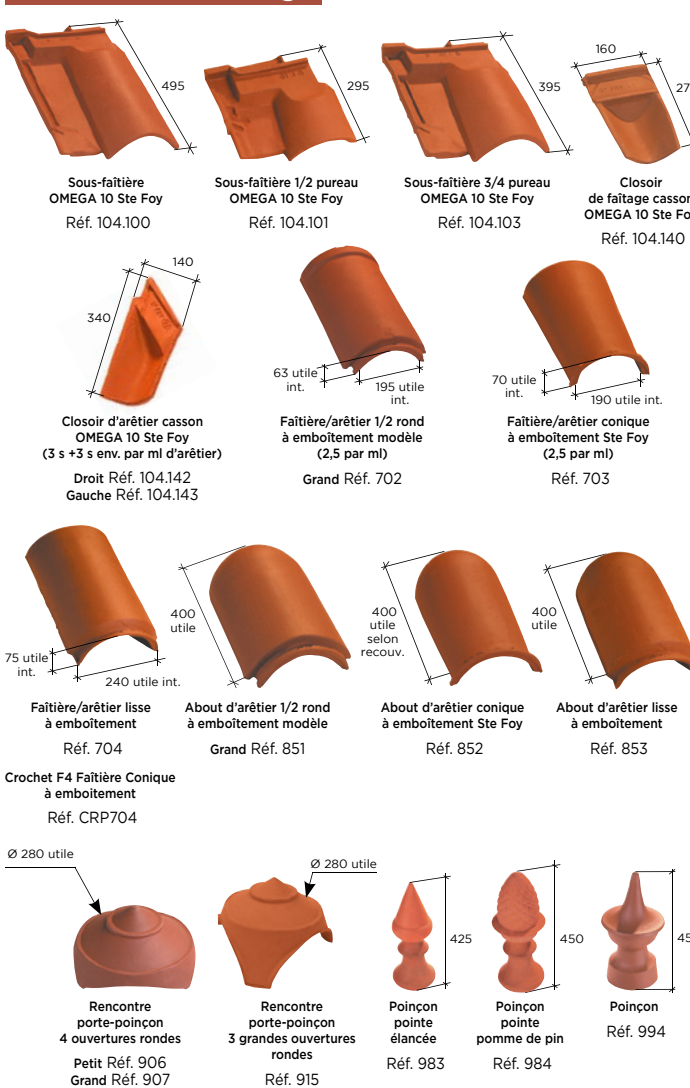 495
295
395
160
Sous-faîtière
OMEGA 10 Ste Foy
Réf. 104.100
Sous-faîtière 1/2 pureau
OMEGA 10 Ste Foy
Réf. 104.101
Sous-faîtière 3/4 pureau
OMEGA 10 Ste Foy
Réf. 104.103
Closoir
de faîtage casson
OMEGA 10 Ste Fo
Réf. 104.140
140
340
63 utile
int.
195 utile
int.
70 utile
int.
190 utile int.
Closoir d'arêtier casson
OMEGA 10 Ste Foy
(3 s +3 s env. par ml d'arêtier)
Droit Réf. 104.142
Gauche Réf. 104.143
Faîtière/arêtier 1/2 rond
à emboîtement modèle
(2,5 par ml)
Grand Réf. 702
Faîtière/arêtier conique
à emboîtement Ste Foy
(2,5 par ml)
Réf. 703
75 utile
int.
240 utile int.
400
utile
400
utile
selon
recouv.
400
utile
Faîtière/arêtier lisse
à emboîtement
Réf. 704
About d'arêtier 1/2 rond
à emboîtement modèle
Grand Réf. 851
About d'arêtier conique
à emboîtement Ste Foy
Réf. 852
About d'arêtier lisse
à emboîtement
Réf. 853
Crochet F4 Faîtière Conique
à emboitement
Réf. CRP704
Ø 280 utile
Ø 280 utile
425
450
Rencontre
porte-poinçon
4 ouvertures rondes
Petit Réf. 906
Grand Réf. 907
Rencontre
porte-poinçon
3 grandes ouvertures
rondes
Réf. 915
Poinçon
pointe
élancée
Réf. 983
Poinçon
pointe
pomme de pin
Réf. 984
Poinçon
Réf. 994